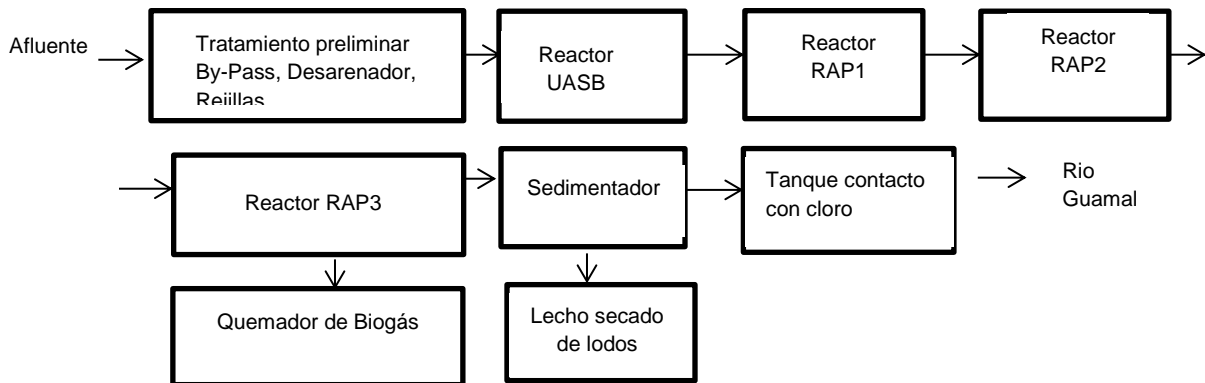 Afluente
Tratamiento preliminar
By-Pass, Desarenador,
Rejillas
Reactor
UASB
Reactor
RAP1
Reactor
RAP2
Reactor RAP3
Sedimentador
Tanque contacto
con cloro
Rio
Guamal
Quemador de Biogás
Lecho secado
de lodos